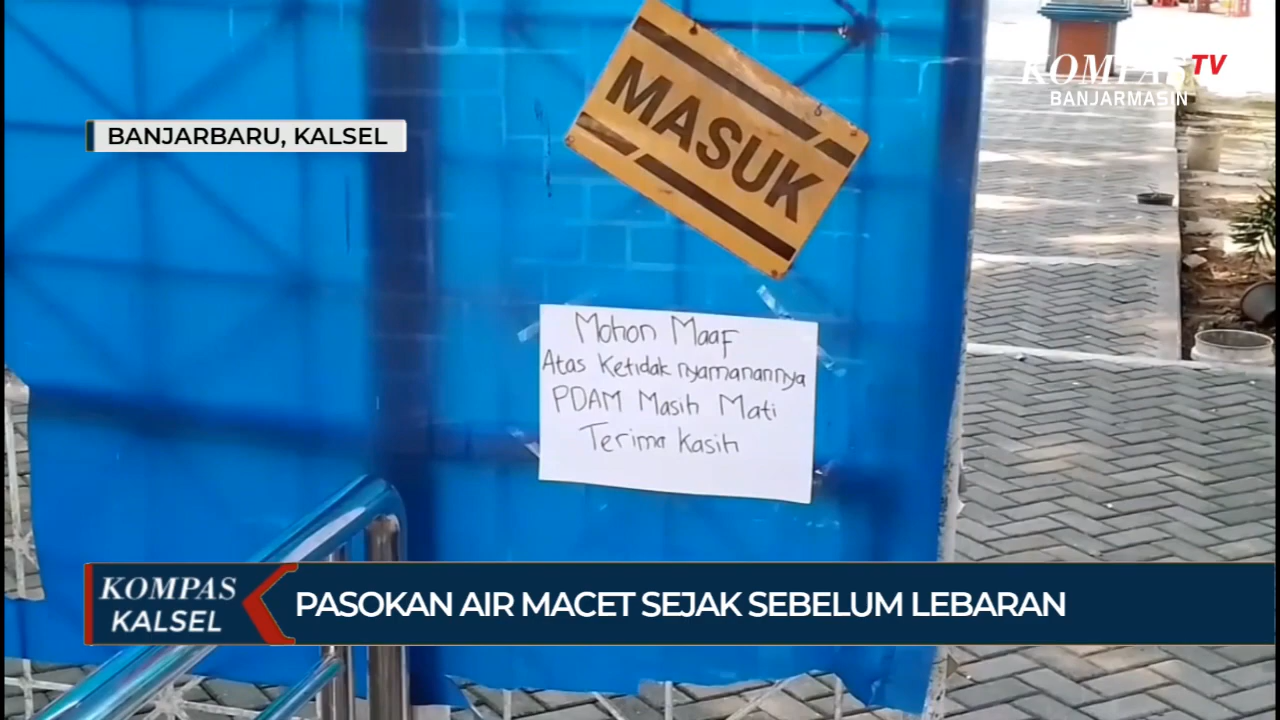 KOMPAS TV
BANJARMASIN
BANJARBARU, KALSEL
MASUK
Mohon Maaf
Atas Ketidak nyamanannya
PDAM Masih Mati
Terima Kasih
KOMPAS
KALSEL
PASOKAN AIR MACET SEJAK SEBELUM LEBARAN